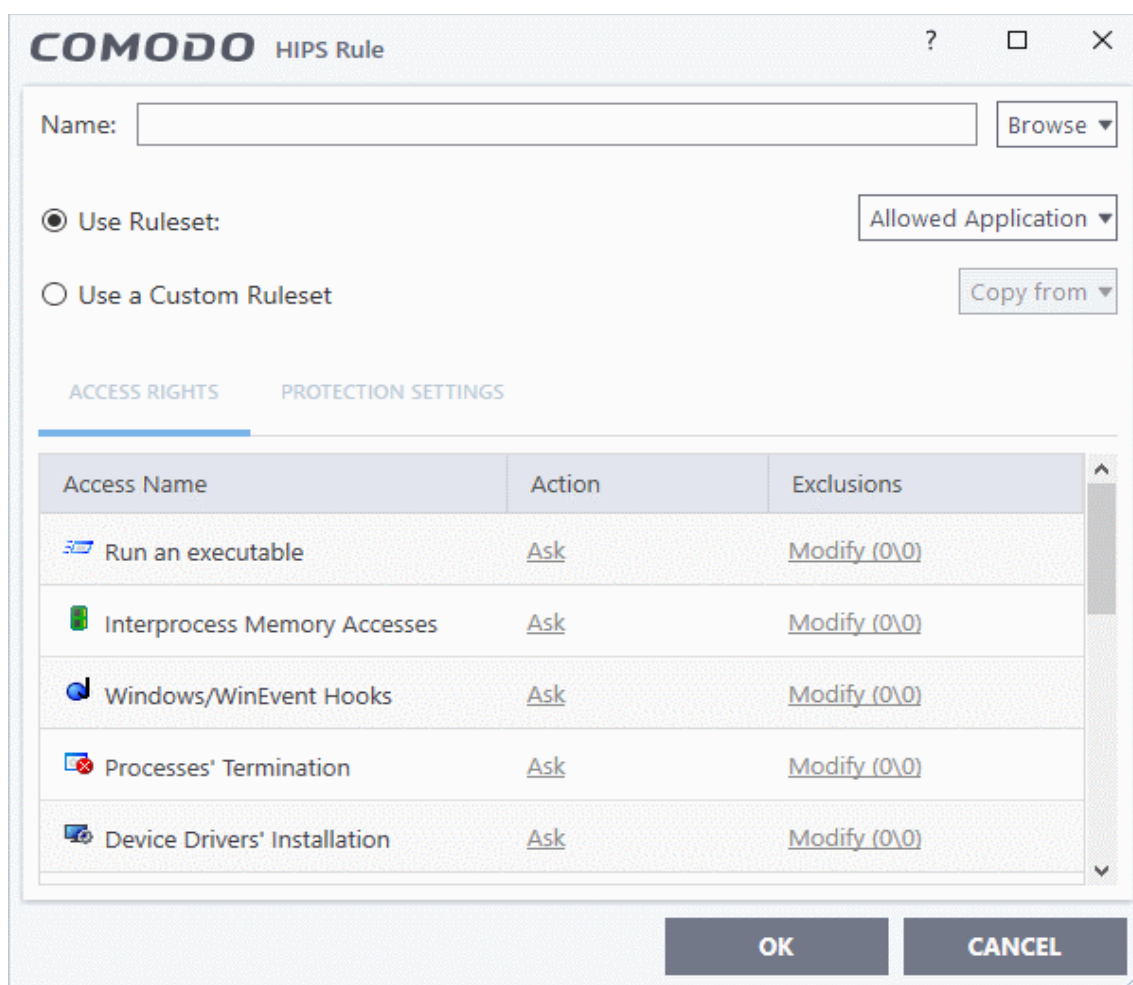 COMODO HIPS Rule ?
Name: Browse
Use Ruleset: Allowed Application
Use a Custom Ruleset Copy from
ACCESS RIGHTS PROTECTION SETTINGS
Access Name Action Exclusions
Run an executable Ask Modify (0\0)
Interprocess Memory Accesses Ask Modify (0\0)
Windows/WinEvent Hooks Ask Modify (0\0)
Processes' Termination Ask Modify (0\0)
Device Drivers' Installation Ask Modify (0\0)
OK CANCEL